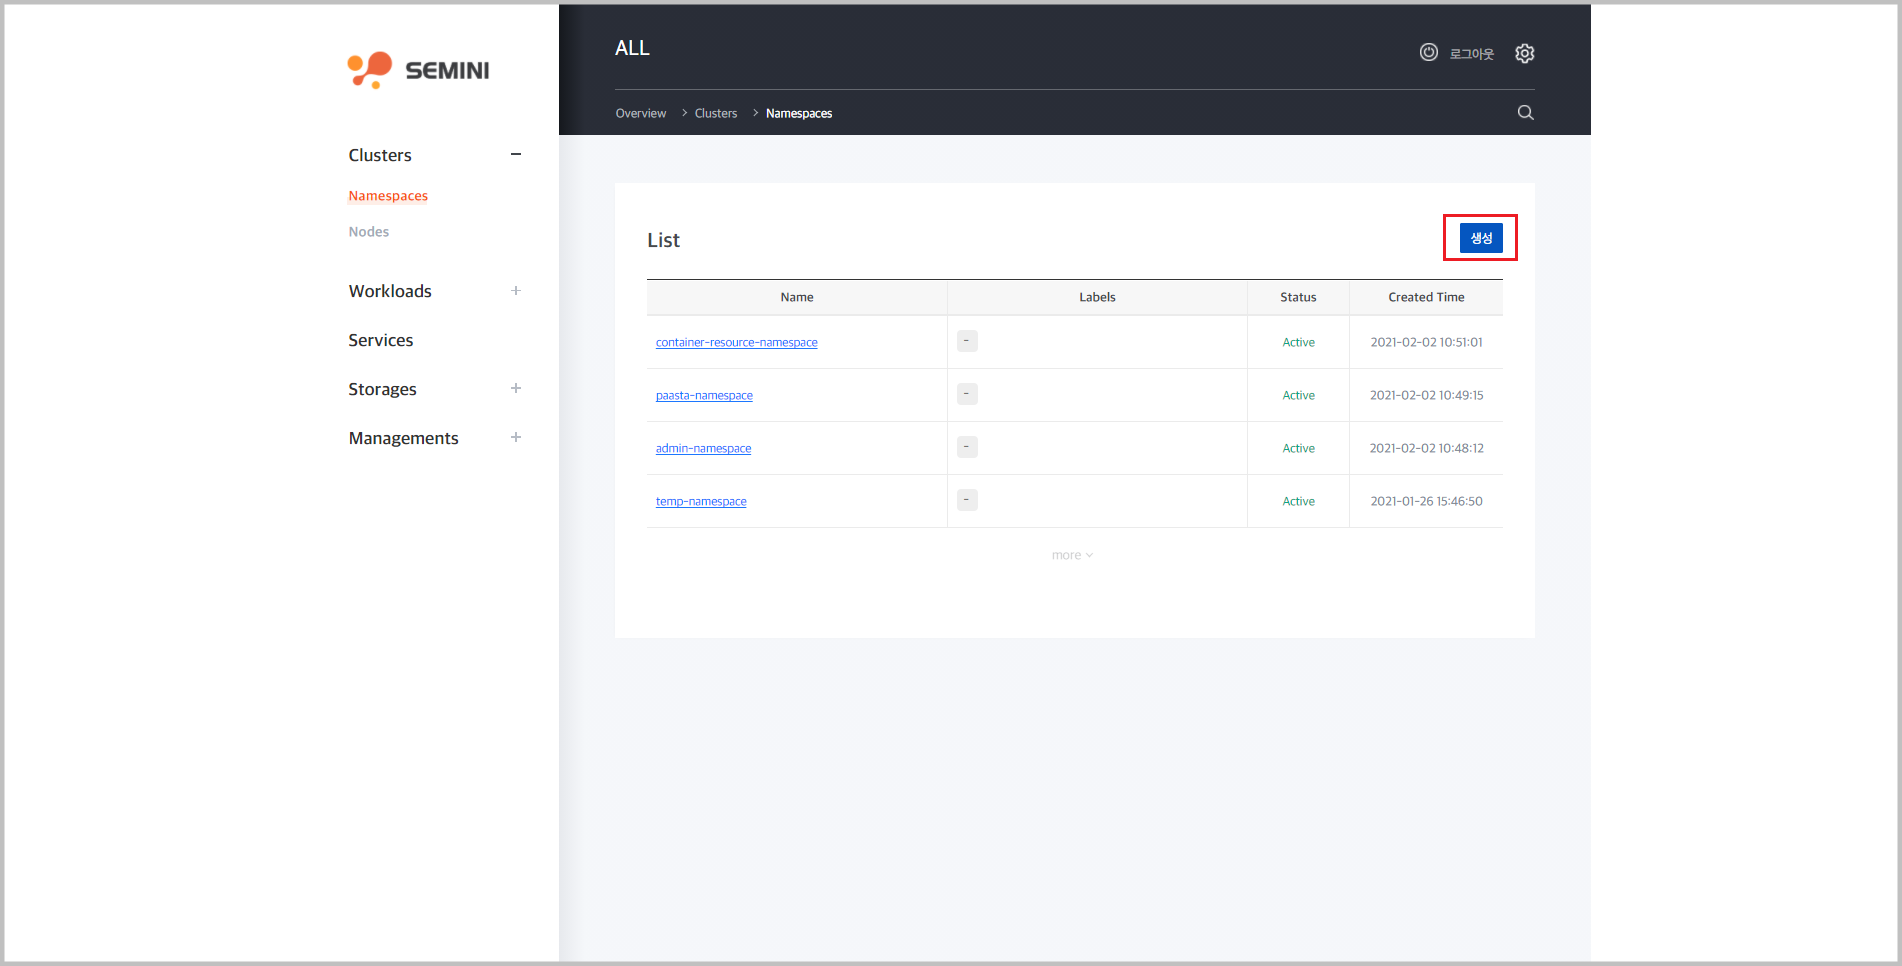 SEMINI
Clusters
Namespaces
Nodes
Workloads
Services
Storages
Managements
ALL
로그아웃
Overview > Clusters > Namespaces
List
생성
Name Labels Status Created Time
container-resource-namespace - Active 2021-02-02 10:51:01
paasta-namespace - Active 2021-02-02 10:49:15
admin-namespace - Active 2021-02-02 10:48:12
temp-namespace - Active 2021-01-26 15:46:50
more